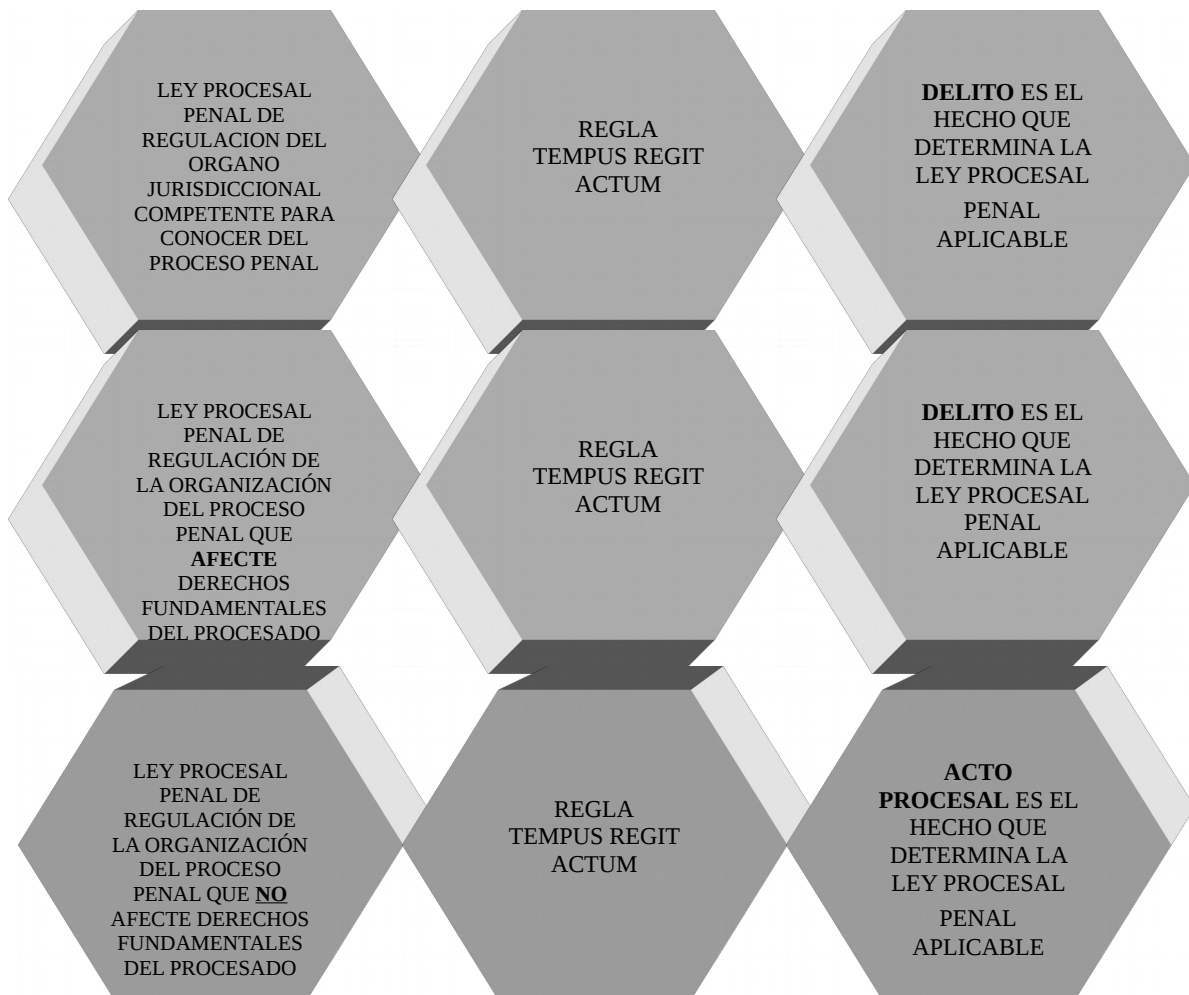 LEY PROCESAL
PENAL DE
REGULACION DEL
ORGANO
JURISDICCIONAL
COMPETENTE PARA
CONOCER DEL
PROCESO PENAL
REGLA
TEMPUS REGIT
ACTUM
DELITO ES EL
HECHO QUE
DETERMINA LA
LEY PROCESAL
PENAL
APLICABLE
LEY PROCESAL
PENAL DE
REGULACIÓN DE
LA ORGANIZACIÓN
DEL PROCESO
PENAL QUE
AFECTE
DERECHOS
FUNDAMENTALES
DEL PROCESADO
REGLA
TEMPUS REGIT
ACTUM
DELITO ES EL
HECHO QUE
DETERMINA LA
LEY PROCESAL
PENAL
APLICABLE
LEY PROCESAL
PENAL DE
REGULACIÓN DE
LA ORGANIZACIÓN
DEL PROCESO
PENAL QUE NO
AFECTE DERECHOS
FUNDAMENTALES
DEL PROCESADO
REGLA
TEMPUS REGIT
ACTUM
ACTO
PROCESAL ES EL
HECHO QUE
DETERMINA LA
LEY PROCESAL
PENAL
APLICABLE